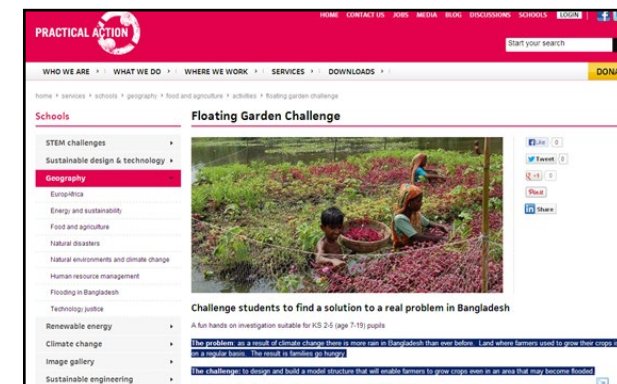 HOME CONTACT US JOBS MEDIA BLOG DISCUSSIONS SCHOOLS LOGIN
PRACTICAL ACTION
Start your search
WHO WE ARE WHAT WE DO WHERE WE WORK SERVICES DOWNLOADS
DONA
home services schools geography food and agriculture activities floating garden challenge
Schools
Floating Garden Challenge
STEM challenges
Sustainable design & technology
Geography
EuropAfrica
Energy and sustainability
Food and agriculture
Natural disasters
Natural environments and climate change
Human resource management
Flooding in Bangladesh
Technology justice
Renewable energy
Climate change
Image gallery
Sustainable engineering
Like 0
Tweet 0
+1 0
Pin it
in Share
Challenge students to find a solution to a real problem in Bangladesh
A fun hands on investigation suitable for KS 2-5 (age 7-19) pupils
The problem: as a result of climate change there is more rain in Bangladesh than ever before. Land where farmers used to grow their crops i
on a regular basis. The result is families go hungry.
The challenge: to design and build a model structure that will enable farmers to grow crops even in an area that may become flooded.